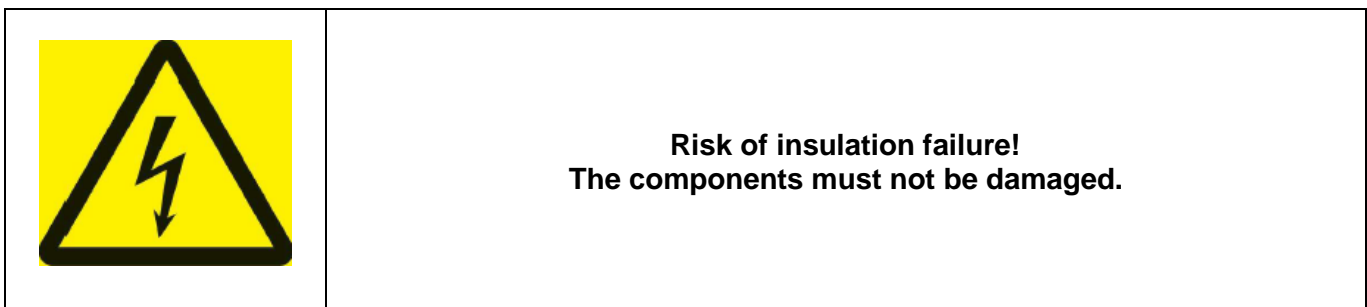 Risk of insulation failure!
The components must not be damaged.